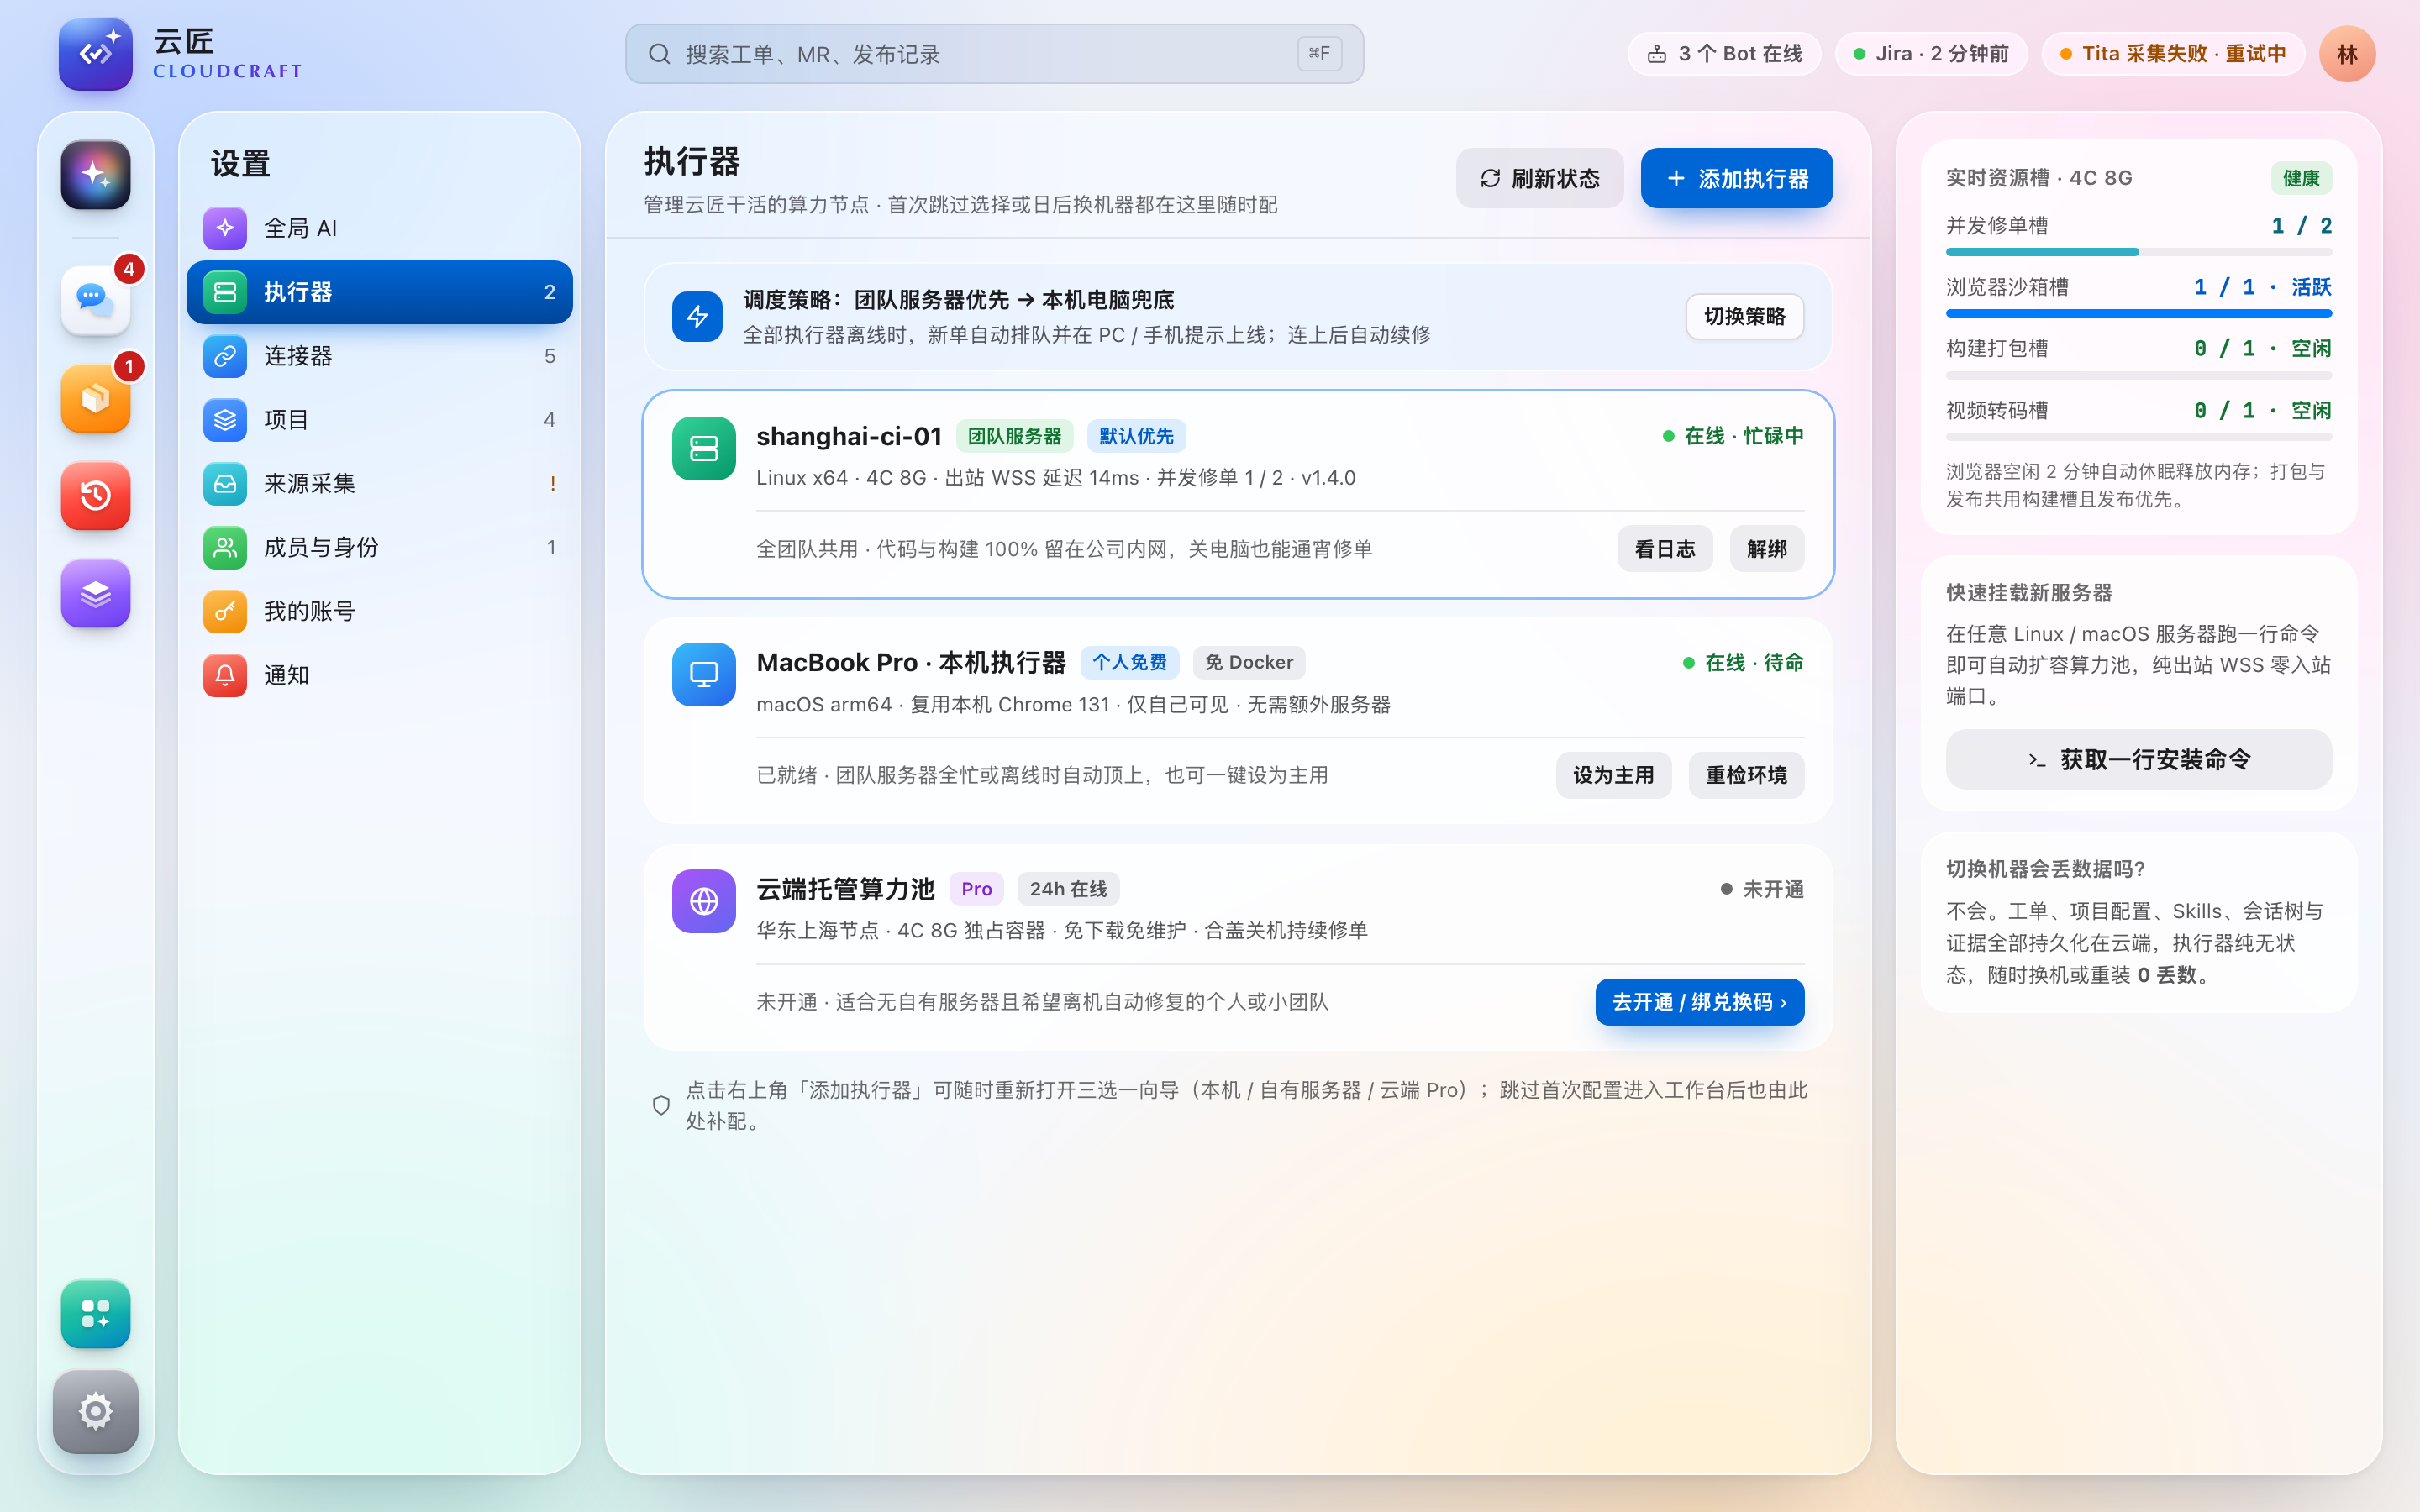 云匠
CLOUDCRAFT
搜索工单、MR、发布记录
⌘F
3 个 Bot 在线
Jira · 2 分钟前
Tita 采集失败 · 重试中
林
4
1
设置
全局 AI
执行器 2
连接器 5
项目 4
来源采集 !
成员与身份 1
我的账号
通知
执行器
管理云匠干活的算力节点 · 首次跳过选择或日后换机器都在这里随时配
刷新状态
添加执行器
调度策略：团队服务器优先 → 本机电脑兜底
全部执行器离线时，新单自动排队并在 PC / 手机提示上线；连上后自动续修
切换策略
shanghai-ci-01 团队服务器 默认优先
在线 · 忙碌中
Linux x64 · 4C 8G · 出站 WSS 延迟 14ms · 并发修单 1 / 2 · v1.4.0
全团队共用 · 代码与构建 100% 留在公司内网，关电脑也能通宵修单
看日志 解绑
MacBook Pro · 本机执行器 个人免费 免 Docker
在线 · 待命
macOS arm64 · 复用本机 Chrome 131 · 仅自己可见 · 无需额外服务器
已就绪 · 团队服务器全忙或离线时自动顶上，也可一键设为主用
设为主用 重检环境
云端托管算力池 Pro 24h 在线
未开通
华东上海节点 · 4C 8G 独占容器 · 免下载免维护 · 合盖关机持续修单
未开通 · 适合无自有服务器且希望离机自动修复的个人或小团队
去开通 / 绑兑换码 ›
点击右上角「添加执行器」可随时重新打开三选一向导（本机 / 自有服务器 / 云端 Pro）；跳过首次配置进入工作台后也由此
处补配。
实时资源槽 · 4C 8G 健康
并发修单槽 1 / 2
浏览器沙箱槽 1 / 1 · 活跃
构建打包槽 0 / 1 · 空闲
视频转码槽 0 / 1 · 空闲
浏览器空闲 2 分钟自动休眠释放内存；打包与
发布共用构建槽且发布优先。
快速挂载新服务器
在任意 Linux / macOS 服务器跑一行命令
即可自动扩容算力池，纯出站 WSS 零入站
端口。
获取一行安装命令
切换机器会丢数据吗？
不会。工单、项目配置、Skills、会话树与
证据全部持久化在云端，执行器纯无状
态，随时换机或重装 0 丢数。